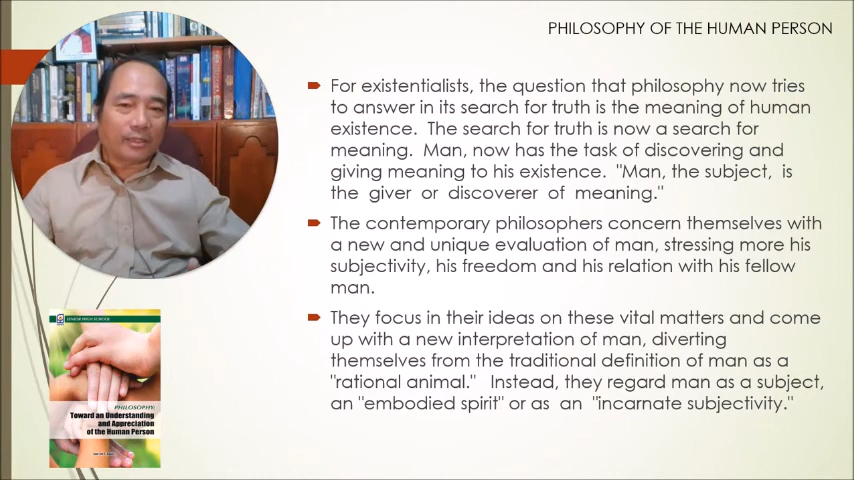 PHILOSOPHY OF THE HUMAN PERSON
For existentialists, the question that philosophy now tries
to answer in its search for truth is the meaning of human
existence. The search for truth is now a search for
meaning. Man, now has the task of discovering and
giving meaning to his existence. "Man, the subject, is
the giver or discoverer of meaning."
The contemporary philosophers concern themselves with
a new and unique evaluation of man, stressing more his
subjectivity, his freedom and his relation with his fellow
man.
They focus in their ideas on these vital matters and come
up with a new interpretation of man, diverting
themselves from the traditional definition of man as a
"rational animal." Instead, they regard man as a subject,
an "embodied spirit" or as an "incarnate subjectivity."
SENIOR HIGH SCHOOL
PHILOSOPHY:
Toward an Understanding
and Appreciation
of the Human Person